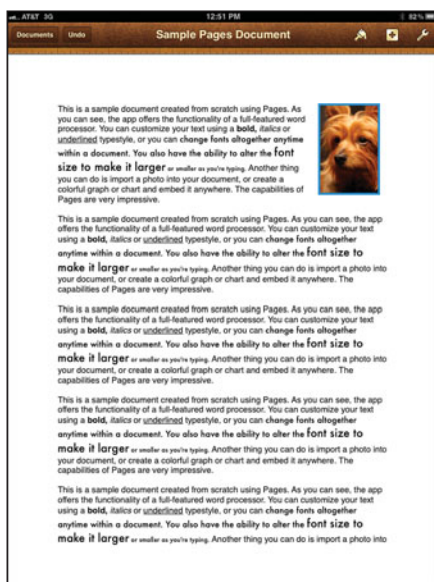 AT&T 3G 12:51 PM 82%
Documents Undo Sample Pages Document
This is a sample document created from scratch using Pages. As
you can see, the app offers the functionality of a full-featured word
processor. You can customize your text using a bold, italics or
underlined typestyle, or you can change fonts altogether anytime
within a document. You also have the ability to alter the font
size to make it larger or smaller as you're typing. Another thing
you can do is import a photo into your document, or create a
colorful graph or chart and embed it anywhere. The capabilities of
Pages are very impressive.
This is a sample document created from scratch using Pages. As you can see, the app
offers the functionality of a full-featured word processor. You can customize your text
using a bold, italics or underlined typestyle, or you can change fonts altogether
anytime within a document. You also have the ability to alter the font size to
make it larger or smaller as you're typing. Another thing you can do is import a photo into
your document, or create a colorful graph or chart and embed it anywhere. The
capabilities of Pages are very impressive.
This is a sample document created from scratch using Pages. As you can see, the app
offers the functionality of a full-featured word processor. You can customize your text
using a bold, italics or underlined typestyle, or you can change fonts altogether
anytime within a document. You also have the ability to alter the font size to
make it larger or smaller as you're typing. Another thing you can do is import a photo into
your document, or create a colorful graph or chart and embed it anywhere. The
capabilities of Pages are very impressive.
This is a sample document created from scratch using Pages. As you can see, the app
offers the functionality of a full-featured word processor. You can customize your text
using a bold, italics or underlined typestyle, or you can change fonts altogether
anytime within a document. You also have the ability to alter the font size to
make it larger or smaller as you're typing. Another thing you can do is import a photo into
your document, or create a colorful graph or chart and embed it anywhere. The
capabilities of Pages are very impressive.
This is a sample document created from scratch using Pages. As you can see, the app
offers the functionality of a full-featured word processor. You can customize your text
using a bold, italics or underlined typestyle, or you can change fonts altogether
anytime within a document. You also have the ability to alter the font size to
make it larger or smaller as you're typing. Another thing you can do is import a photo into